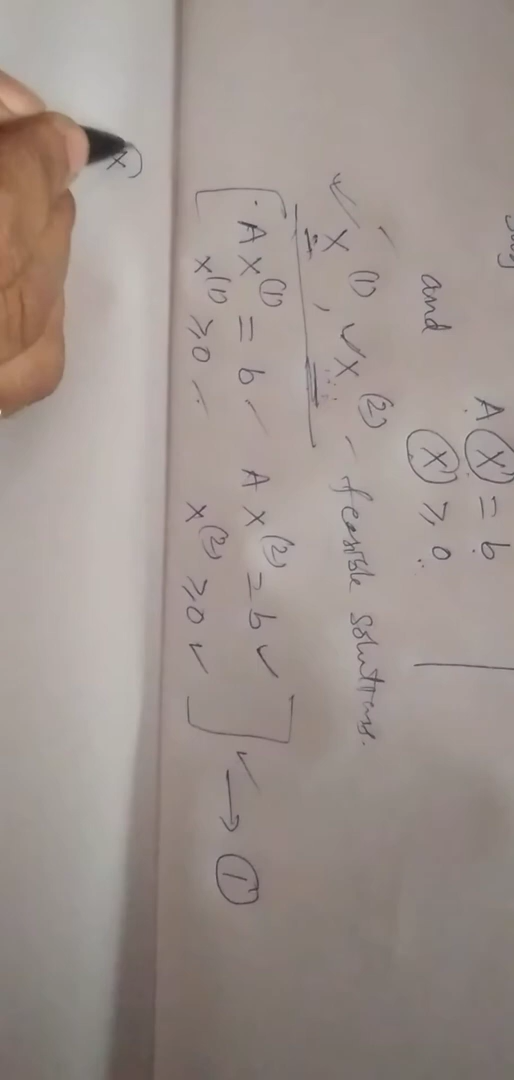 A X = b
and X ≥ 0
X^(1), X^(2) - feasible solutions.
A X^(1) = b A X^(2) = b
X^(1) ≥ 0 X^(2) ≥ 0 → ①
X